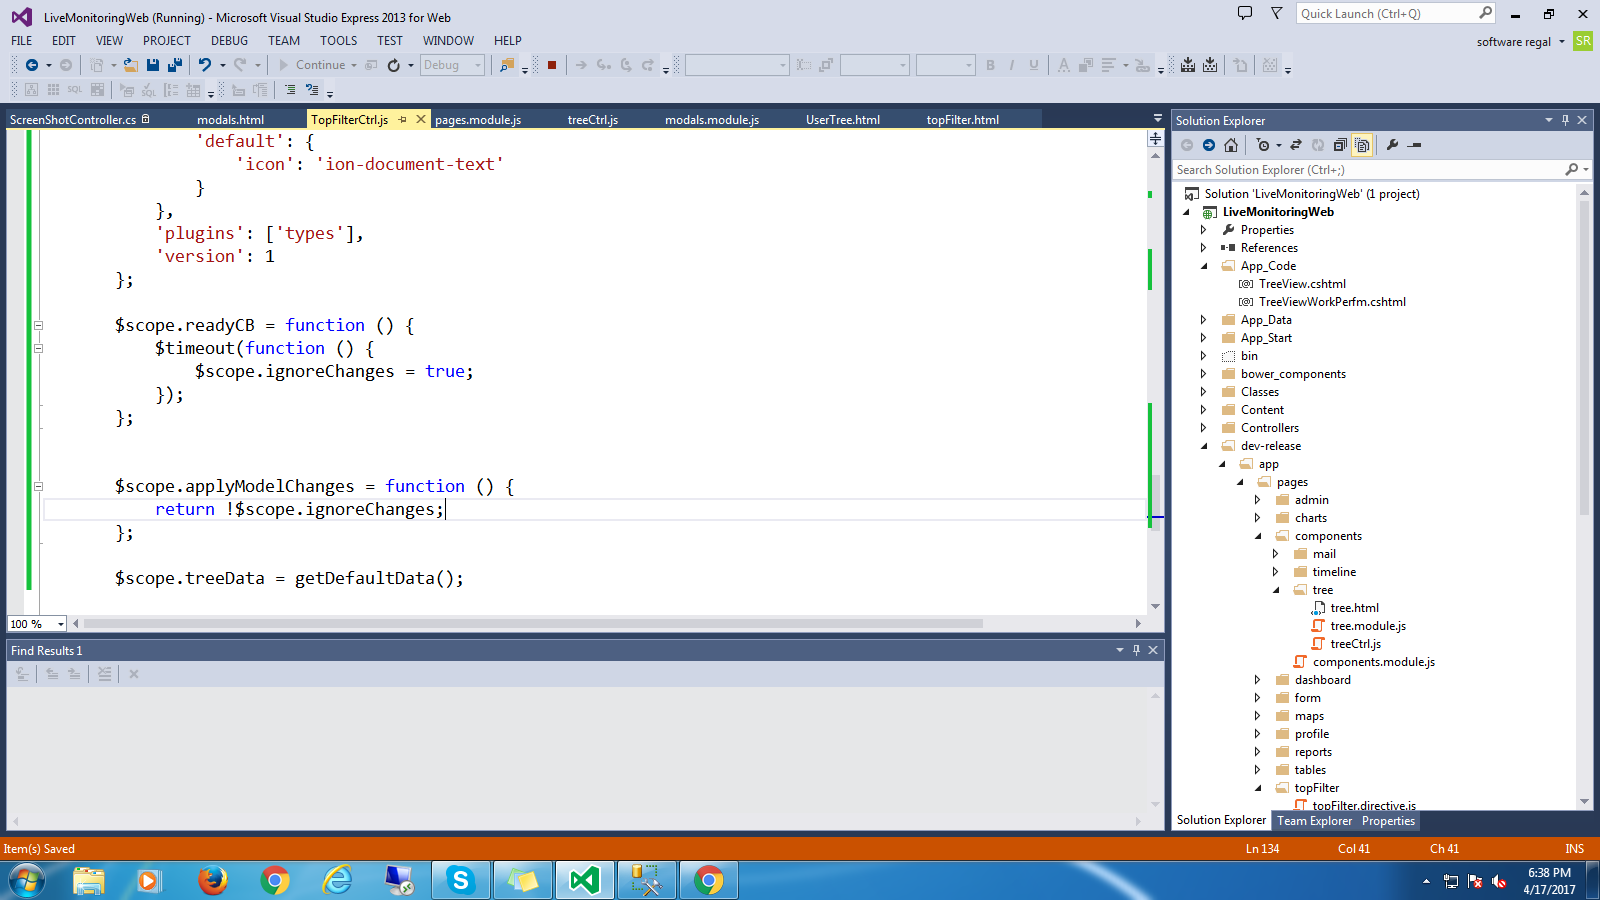 LiveMonitoringWeb (Running) - Microsoft Visual Studio Express 2013 for Web
Quick Launch (Ctrl+Q)
FILE EDIT VIEW PROJECT DEBUG TEAM TOOLS TEST WINDOW HELP
software regal SR
Continue Debug
B I U A
SQL SQL
ScreenShotController.cs modals.html TopFilterCtrl.js pages.module.js treeCtrl.js modals.module.js UserTree.html topFilter.html
'default': {
'icon': 'ion-document-text'
}
},
'plugins': ['types'],
'version': 1
};
$scope.readyCB = function () {
$timeout(function () {
$scope.ignoreChanges = true;
});
};
$scope.applyModelChanges = function () {
return !$scope.ignoreChanges;
};
$scope.treeData = getDefaultData();
100 %
Find Results 1
Solution Explorer
Search Solution Explorer (Ctrl+;)
Solution 'LiveMonitoringWeb' (1 project)
LiveMonitoringWeb
Properties
References
App_Code
TreeView.cshtml
TreeViewWorkPerfm.cshtml
App_Data
App_Start
bin
bower_components
Classes
Content
Controllers
dev-release
app
pages
admin
charts
components
mail
timeline
tree
tree.html
tree.module.js
treeCtrl.js
components.module.js
dashboard
form
maps
profile
reports
tables
topFilter
topFilter.directive.js
Solution Explorer Team Explorer Properties
Item(s) Saved Ln 134 Col 41 Ch 41 INS
6:38 PM
4/17/2017